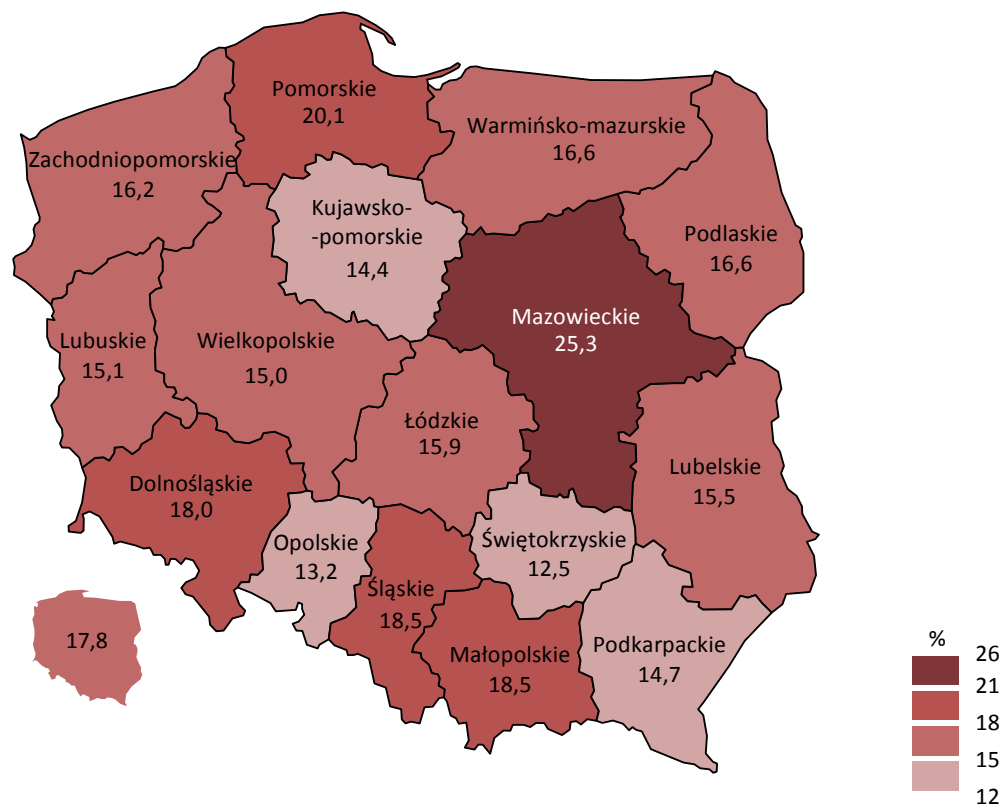 Pomorskie
20,1
Warmińsko-mazurskie
16,6
Zachodniopomorskie
16,2
Kujawsko-
-pomorskie
14,4
Podlaskie
16,6
Mazowieckie
25,3
Lubuskie
15,1
Wielkopolskie
15,0
Łódzkie
15,9
Lubelskie
15,5
Dolnośląskie
18,0
Opolskie
13,2
Świętokrzyskie
12,5
Śląskie
18,5
Małopolskie
18,5
Podkarpackie
14,7
17,8
%
26
21
18
15
12